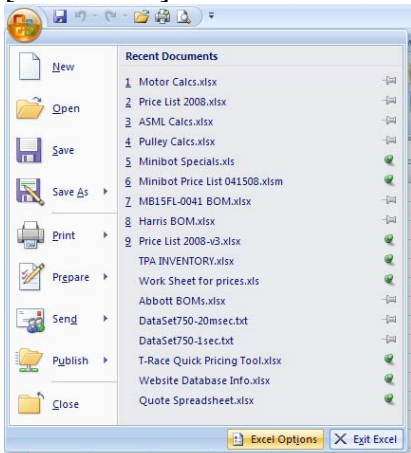 New
Open
Save
Save As
Print
Prepare
Send
Publish
Close
Recent Documents
1 Motor Calcs.xlsx
2 Price List 2008.xlsx
3 ASML Calcs.xlsx
4 Pulley Calcs.xlsx
5 Minibot Specials.xls
6 Minibot Price List 041508.xlsm
7 MB15FL-0041 BOM.xlsx
8 Harris BOM.xlsx
9 Price List 2008-v3.xlsx
TPA INVENTORY.xlsx
Work Sheet for prices.xls
Abbott BOMs.xlsx
DataSet750-20msec.txt
DataSet750-1sec.txt
T-Race Quick Pricing Tool.xlsx
Website Database Info.xlsx
Quote Spreadsheet.xlsx
Excel Options
Exit Excel